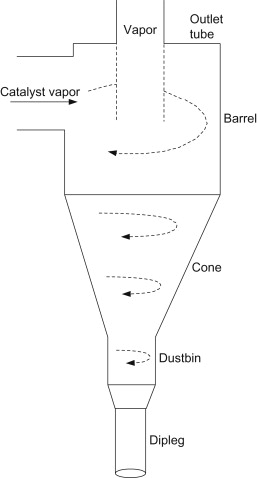 Outlet
tube
Vapor
Catalyst vapor
Barrel
Cone
Dustbin
Dipleg